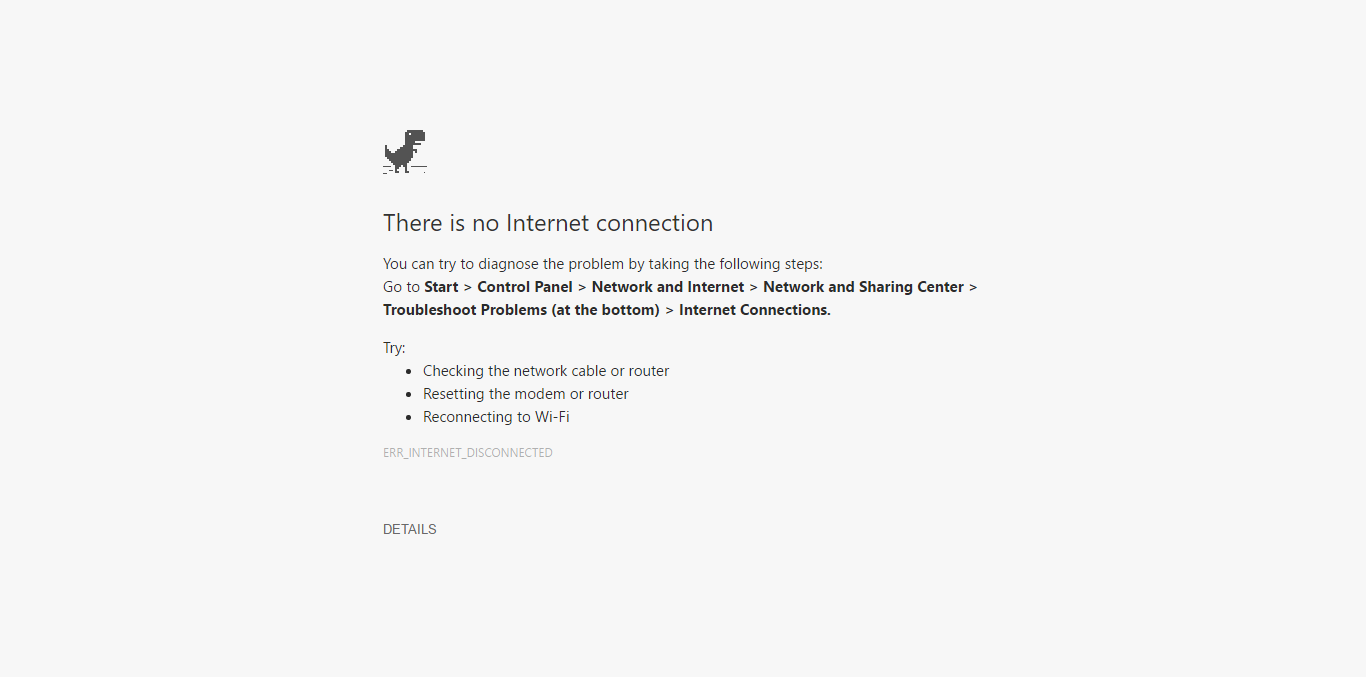 There is no Internet connection
You can try to diagnose the problem by taking the following steps:
Go to Start > Control Panel > Network and Internet > Network and Sharing Center >
Troubleshoot Problems (at the bottom) > Internet Connections.
Try:
Checking the network cable or router
Resetting the modem or router
Reconnecting to Wi-Fi
ERR_INTERNET_DISCONNECTED
DETAILS